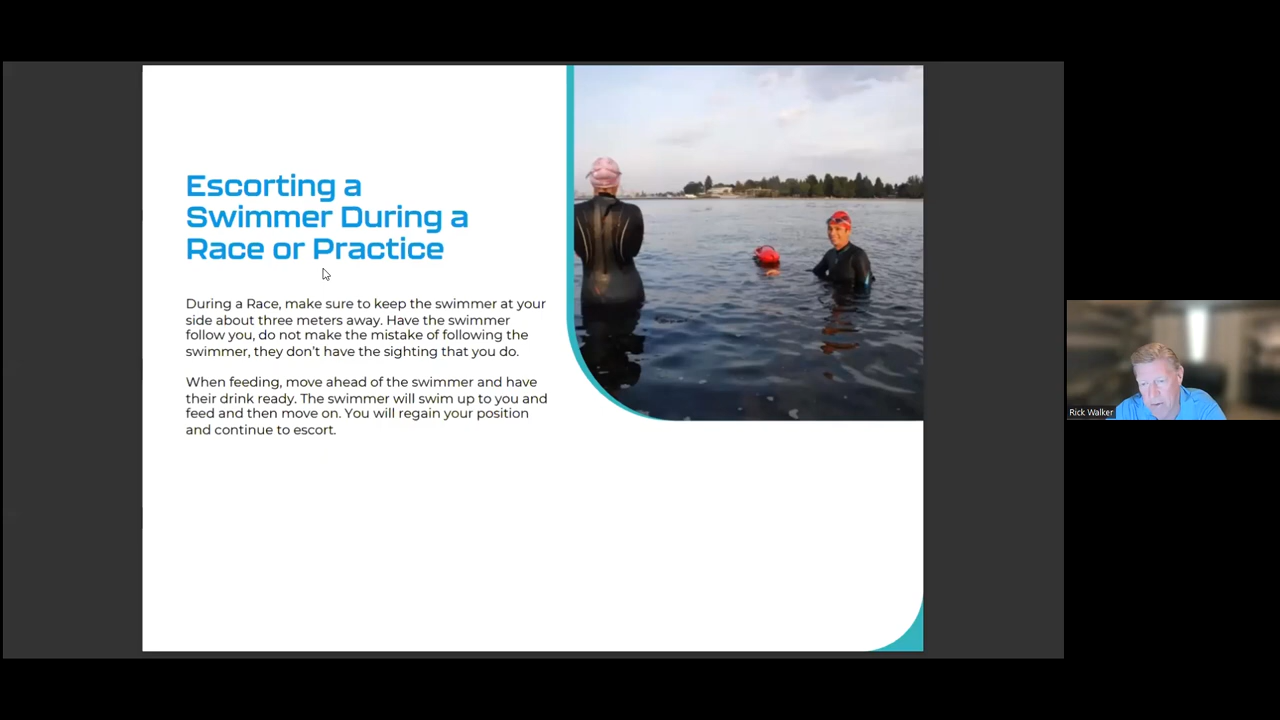 Escorting a
Swimmer During a
Race or Practice
During a Race, make sure to keep the swimmer at your
side about three meters away. Have the swimmer
follow you, do not make the mistake of following the
swimmer, they don't have the sighting that you do.
When feeding, move ahead of the swimmer and have
their drink ready. The swimmer will swim up to you and
feed and then move on. You will regain your position
and continue to escort.
Rick Walker